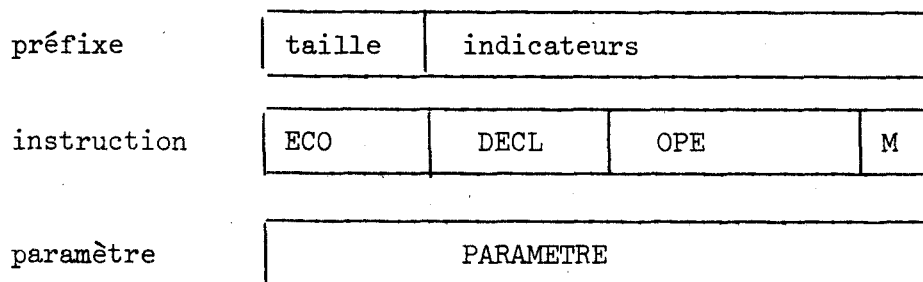 préfixe taille indicateurs
instruction ECO DECL OPE M
paramètre PARAMETRE